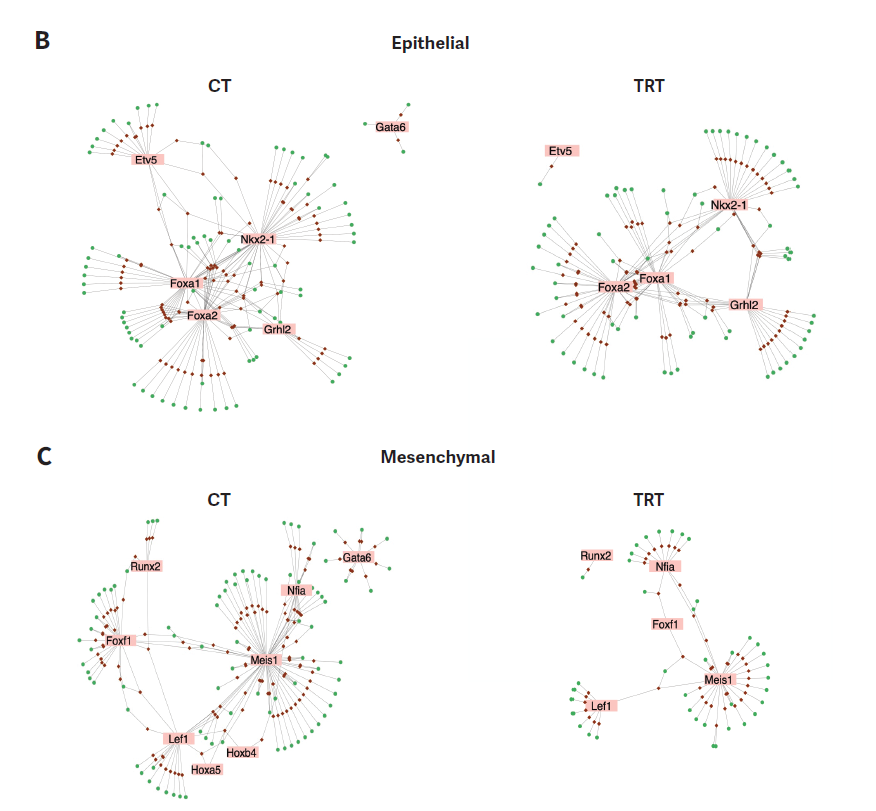 B
Epithelial
CT
TRT
Gata6
Etv5
Nkx2-1
Foxa1
Foxa2
Grhl2
Etv5
Nkx2-1
Foxa1
Foxa2
Grhl2
C
Mesenchymal
CT
TRT
Runx2
Gata6
Nfia
Foxf1
Meis1
Lef1
Hoxb4
Hoxa5
Runx2
Nfia
Foxf1
Meis1
Lef1